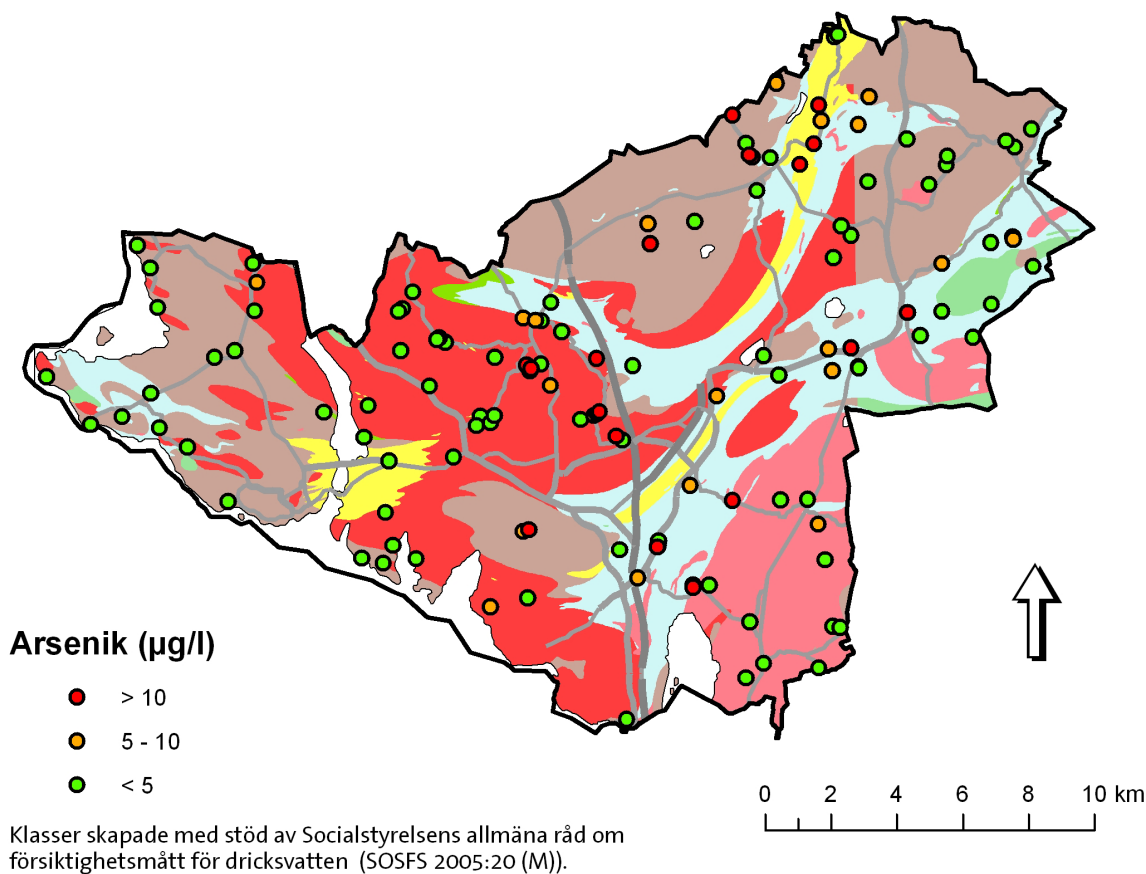 Arsenik (µg/l)
> 10
5 - 10
< 5
0 2 4 6 8 10 km
Klasser skapade med stöd av Socialstyrelsens allmäna råd om
försiktighetsmått för dricksvatten (SOSFS 2005:20 (M)).